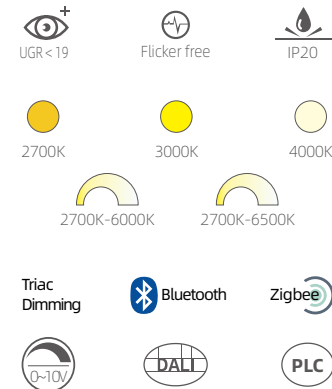 UGR < 19 Flicker free IP20
2700K 3000K 4000K
2700K-6000K 2700K-6500K
Triac
Dimming
Bluetooth Zigbee
0~10V DALI PLC